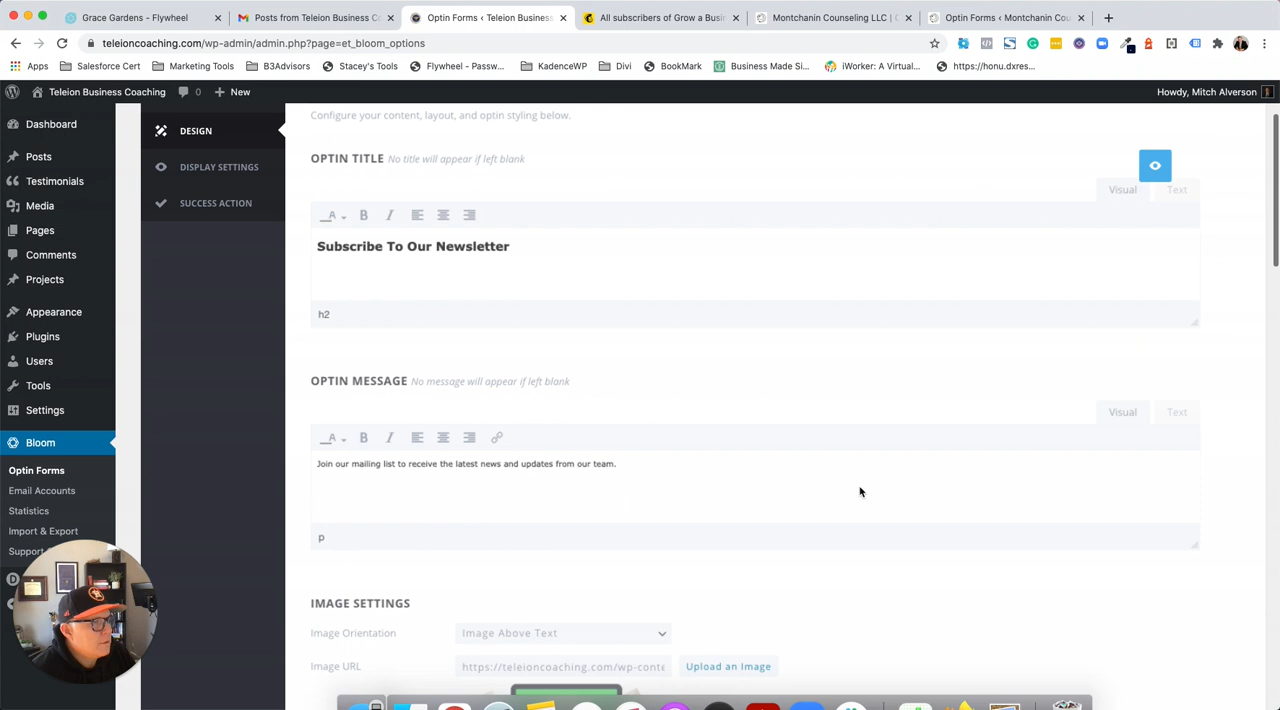 Grace Gardens - Flywheel
Posts from Teleion Business C
Optin Forms ‹ Teleion Business
All subscribers of Grow a Busin
Montchanin Counseling LLC | C
Optin Forms ‹ Montchanin Cou
teleioncoaching.com/wp-admin/admin.php?page=et_bloom_options
Apps
Salesforce Cert
Marketing Tools
B3Advisors
Stacey's Tools
Flywheel - Passw...
KadenceWP
Divi
BookMark
Business Made Si...
iWorker: A Virtual...
https://honu.dxres...
Teleion Business Coaching
0
+ New
Howdy, Mitch Alverson
Dashboard
Posts
Testimonials
Media
Pages
Comments
Projects
Appearance
Plugins
Users
Tools
Settings
Bloom
Optin Forms
Email Accounts
Statistics
Import & Export
Support
DESIGN
DISPLAY SETTINGS
SUCCESS ACTION
Configure your content, layout, and optin styling below.
OPTIN TITLE No title will appear if left blank
Visual Text
A B I
Subscribe To Our Newsletter
h2
OPTIN MESSAGE No message will appear if left blank
Visual Text
A B I
Join our mailing list to receive the latest news and updates from our team.
p
IMAGE SETTINGS
Image Orientation
Image Above Text
Image URL
https://teleioncoaching.com/wp-conte
Upload an Image